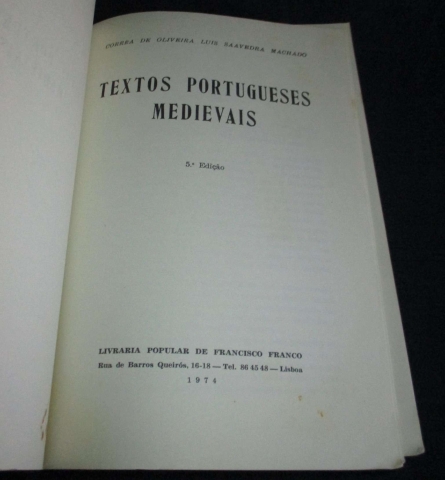 CORREA DE OLIVEIRA LUIS SAAVEDRA MACHADO
TEXTOS PORTUGUESES
MEDIEVAIS
5.ª Edição
LIVRARIA POPULAR DE FRANCISCO FRANCO
Rua de Barros Queirós, 16-18 — Tel. 86 45 48 — Lisboa
1974